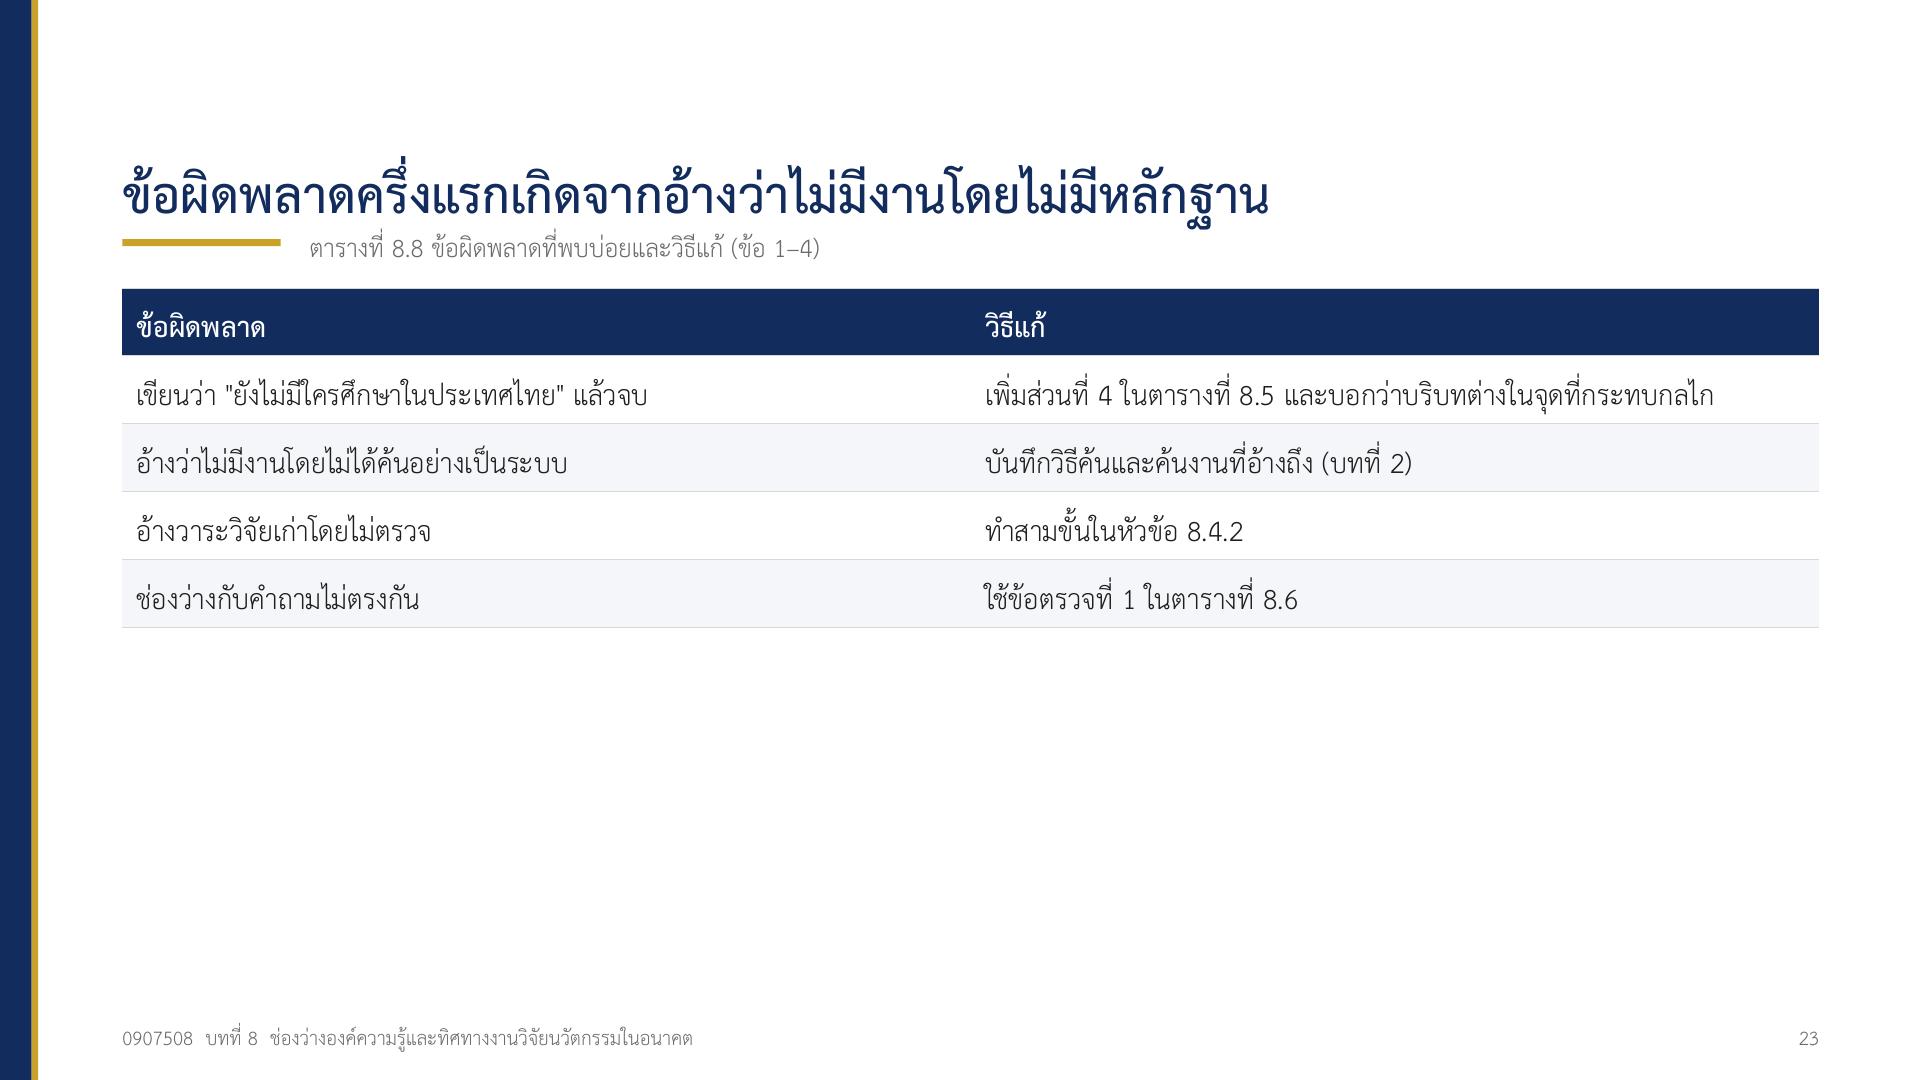 ข้อผิดพลาดครึ่งแรกเกิดจากอ้างว่าไม่มีงานโดยไม่มีหลักฐาน
ตารางที่ 8.8 ข้อผิดพลาดที่พบบ่อยและวิธีแก้ (ข้อ 1–4)
ข้อผิดพลาด วิธีแก้
เขียนว่า "ยังไม่มีใครศึกษาในประเทศไทย" แล้วจบ เพิ่มส่วนที่ 4 ในตารางที่ 8.5 และบอกว่าบริบทต่างในจุดที่กระทบกลไก
อ้างว่าไม่มีงานโดยไม่ได้ค้นอย่างเป็นระบบ บันทึกวิธีค้นและค้นงานที่อ้างถึง (บทที่ 2)
อ้างวาระวิจัยเก่าโดยไม่ตรวจ ทำสามขั้นในหัวข้อ 8.4.2
ช่องว่างกับคำถามไม่ตรงกัน ใช้ข้อตรวจที่ 1 ในตารางที่ 8.6
0907508 บทที่ 8 ช่องว่างองค์ความรู้และทิศทางงานวิจัยนวัตกรรมในอนาคต 23